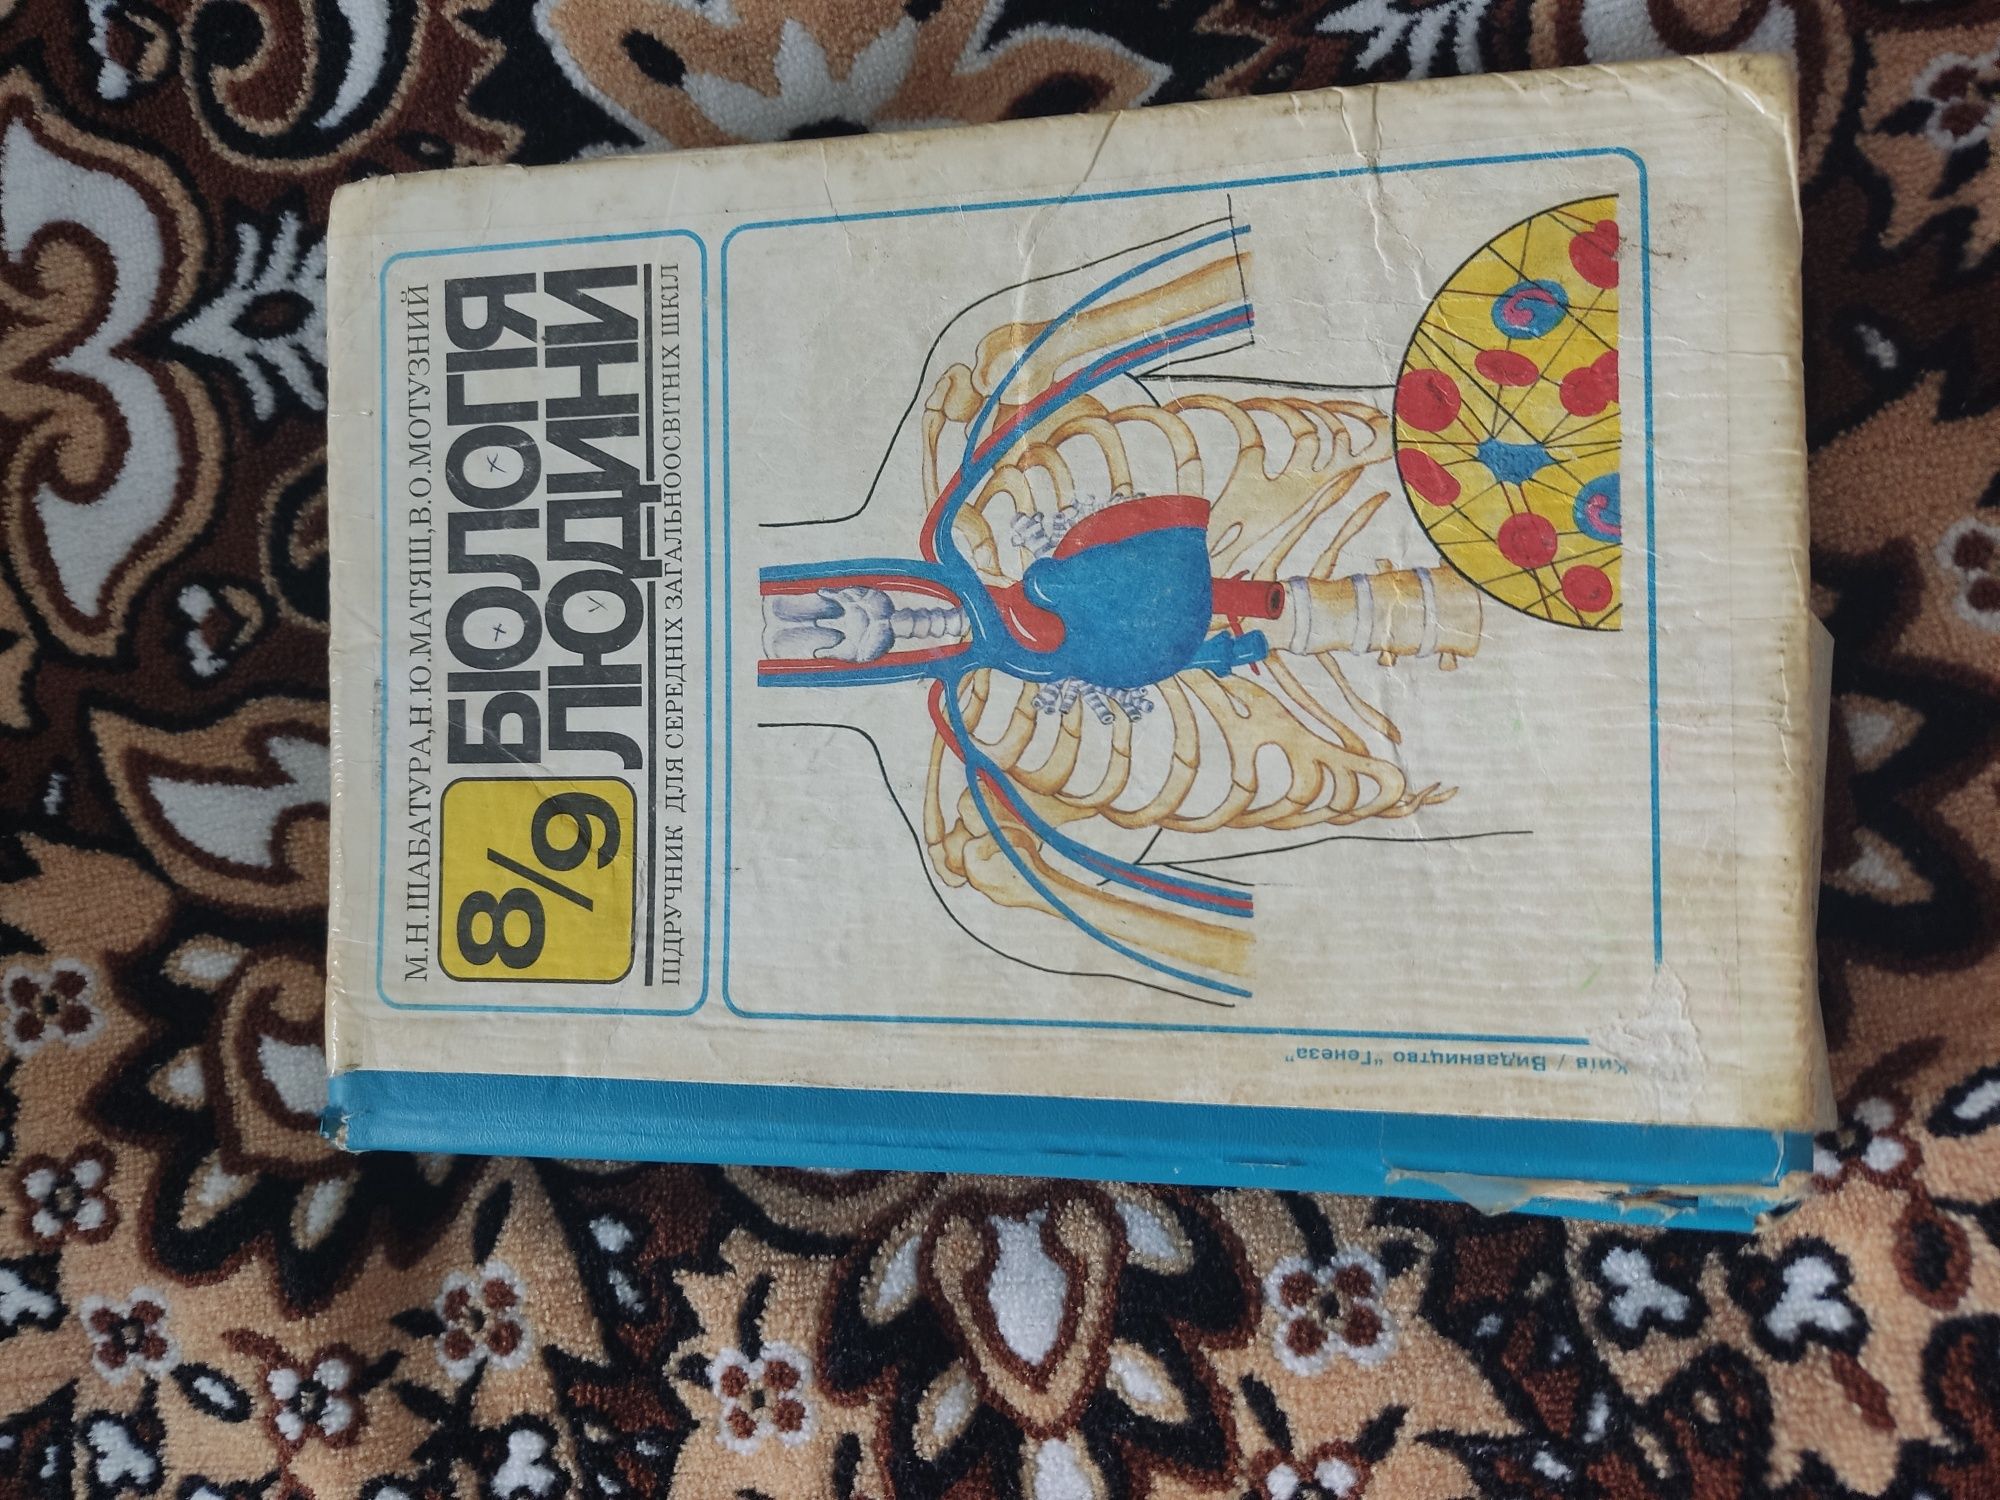 М.Н.ШАБАТУРА,Н.Ю.МАТЯШ,В.О.МОТУЗНИЙ
8/9
БІОЛОГІЯ
ЛЮДИНИ
ПІДРУЧНИК ДЛЯ СЕРЕДНІХ ЗАГАЛЬНООСВІТНІХ ШКІЛ
Київ / Видавництво "Генеза"